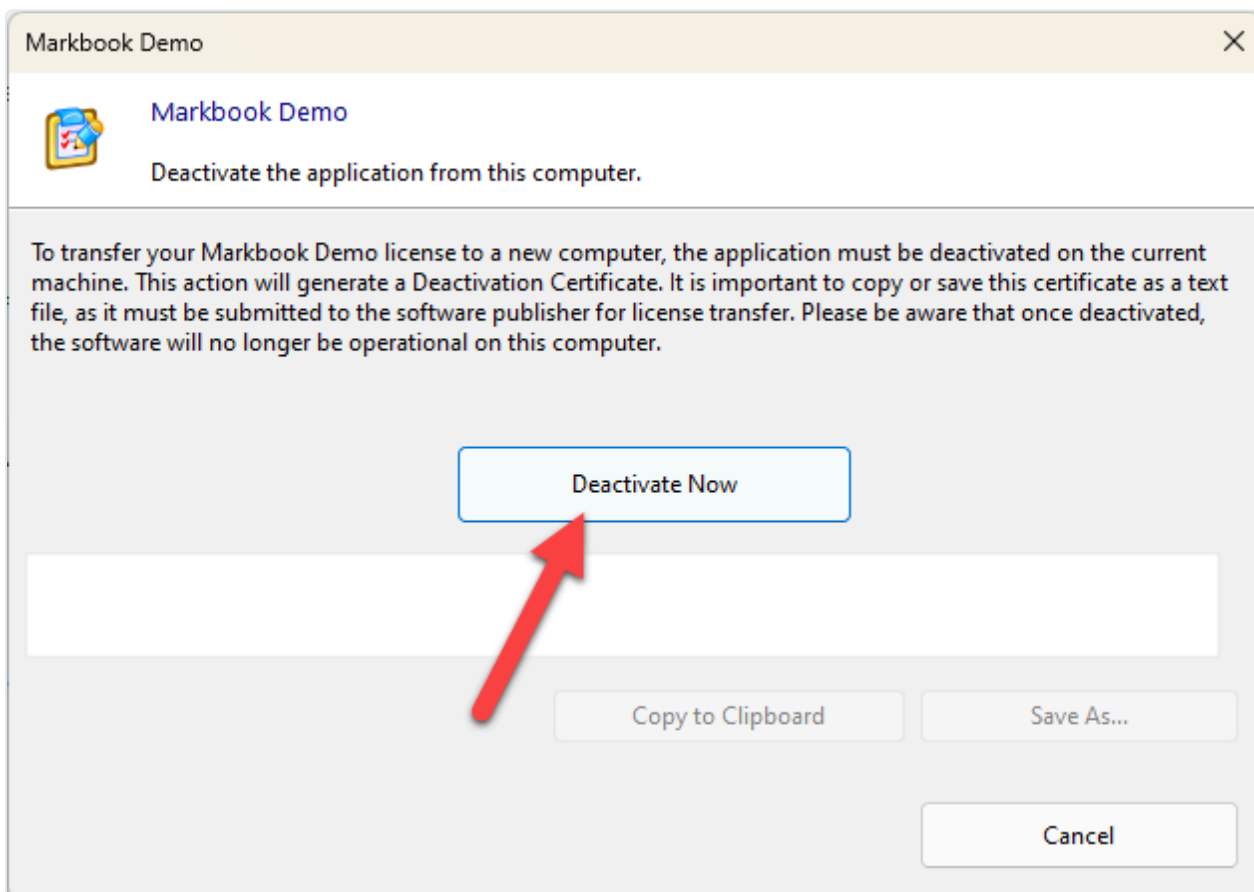 Markbook Demo
Markbook Demo
Deactivate the application from this computer.
To transfer your Markbook Demo license to a new computer, the application must be deactivated on the current
machine. This action will generate a Deactivation Certificate. It is important to copy or save this certificate as a text
file, as it must be submitted to the software publisher for license transfer. Please be aware that once deactivated,
the software will no longer be operational on this computer.
Deactivate Now
Copy to Clipboard
Save As...
Cancel